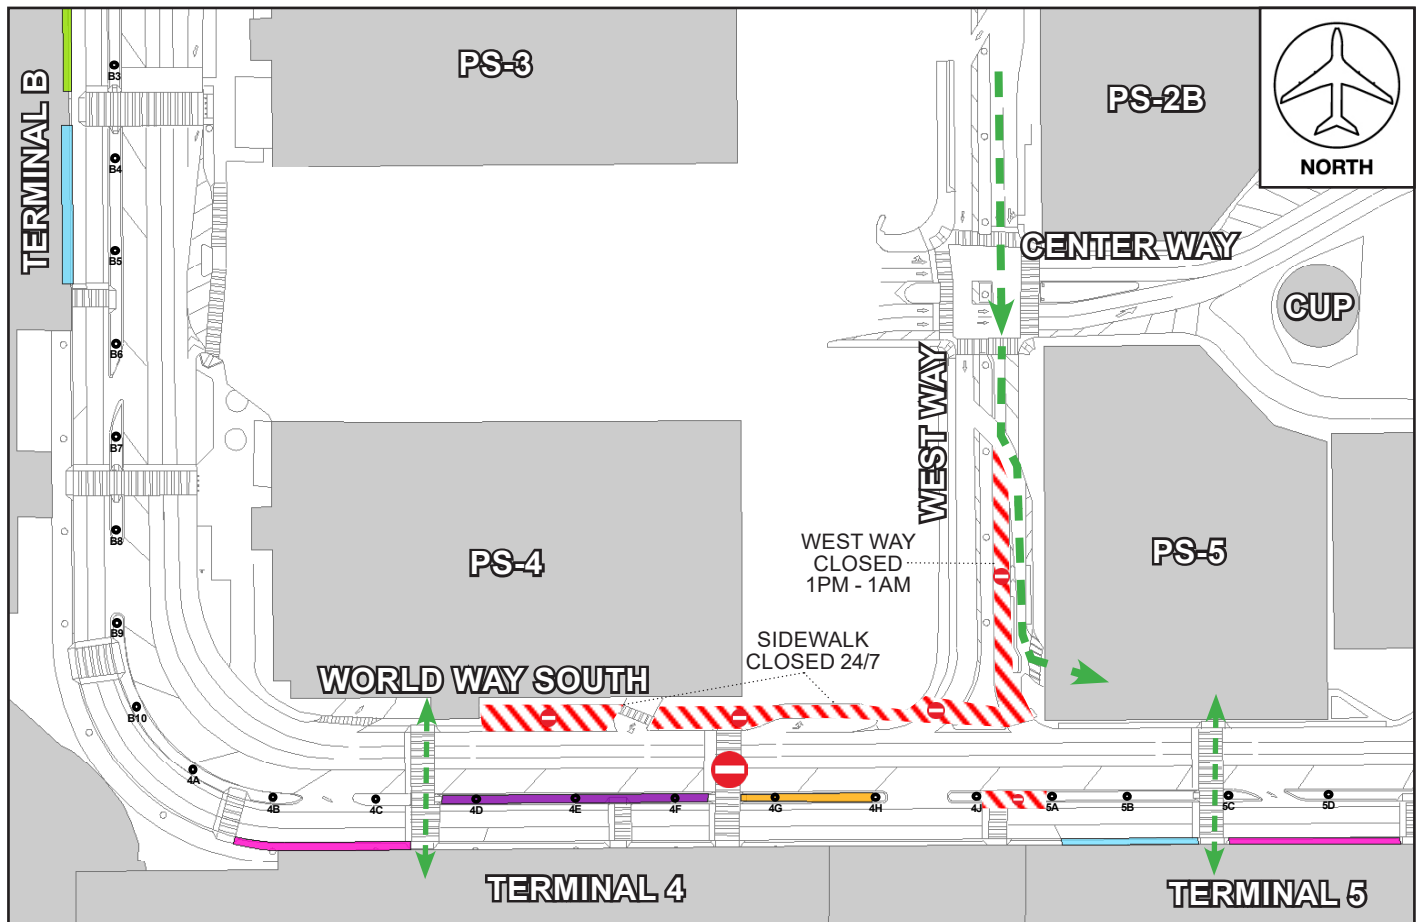 PS-3
PS-2B
NORTH
TERMINAL B
B3
B4
B5
B6
B7
B8
B9
B10
CENTER WAY
CUP
WEST WAY
PS-4
WEST WAY
CLOSED
1PM - 1AM
PS-5
SIDEWALK
CLOSED 24/7
WORLD WAY SOUTH
4A
4B
4C
4D
4E
4F
4G
4H
4J
5A
5B
5C
5D
TERMINAL 4
TERMINAL 5